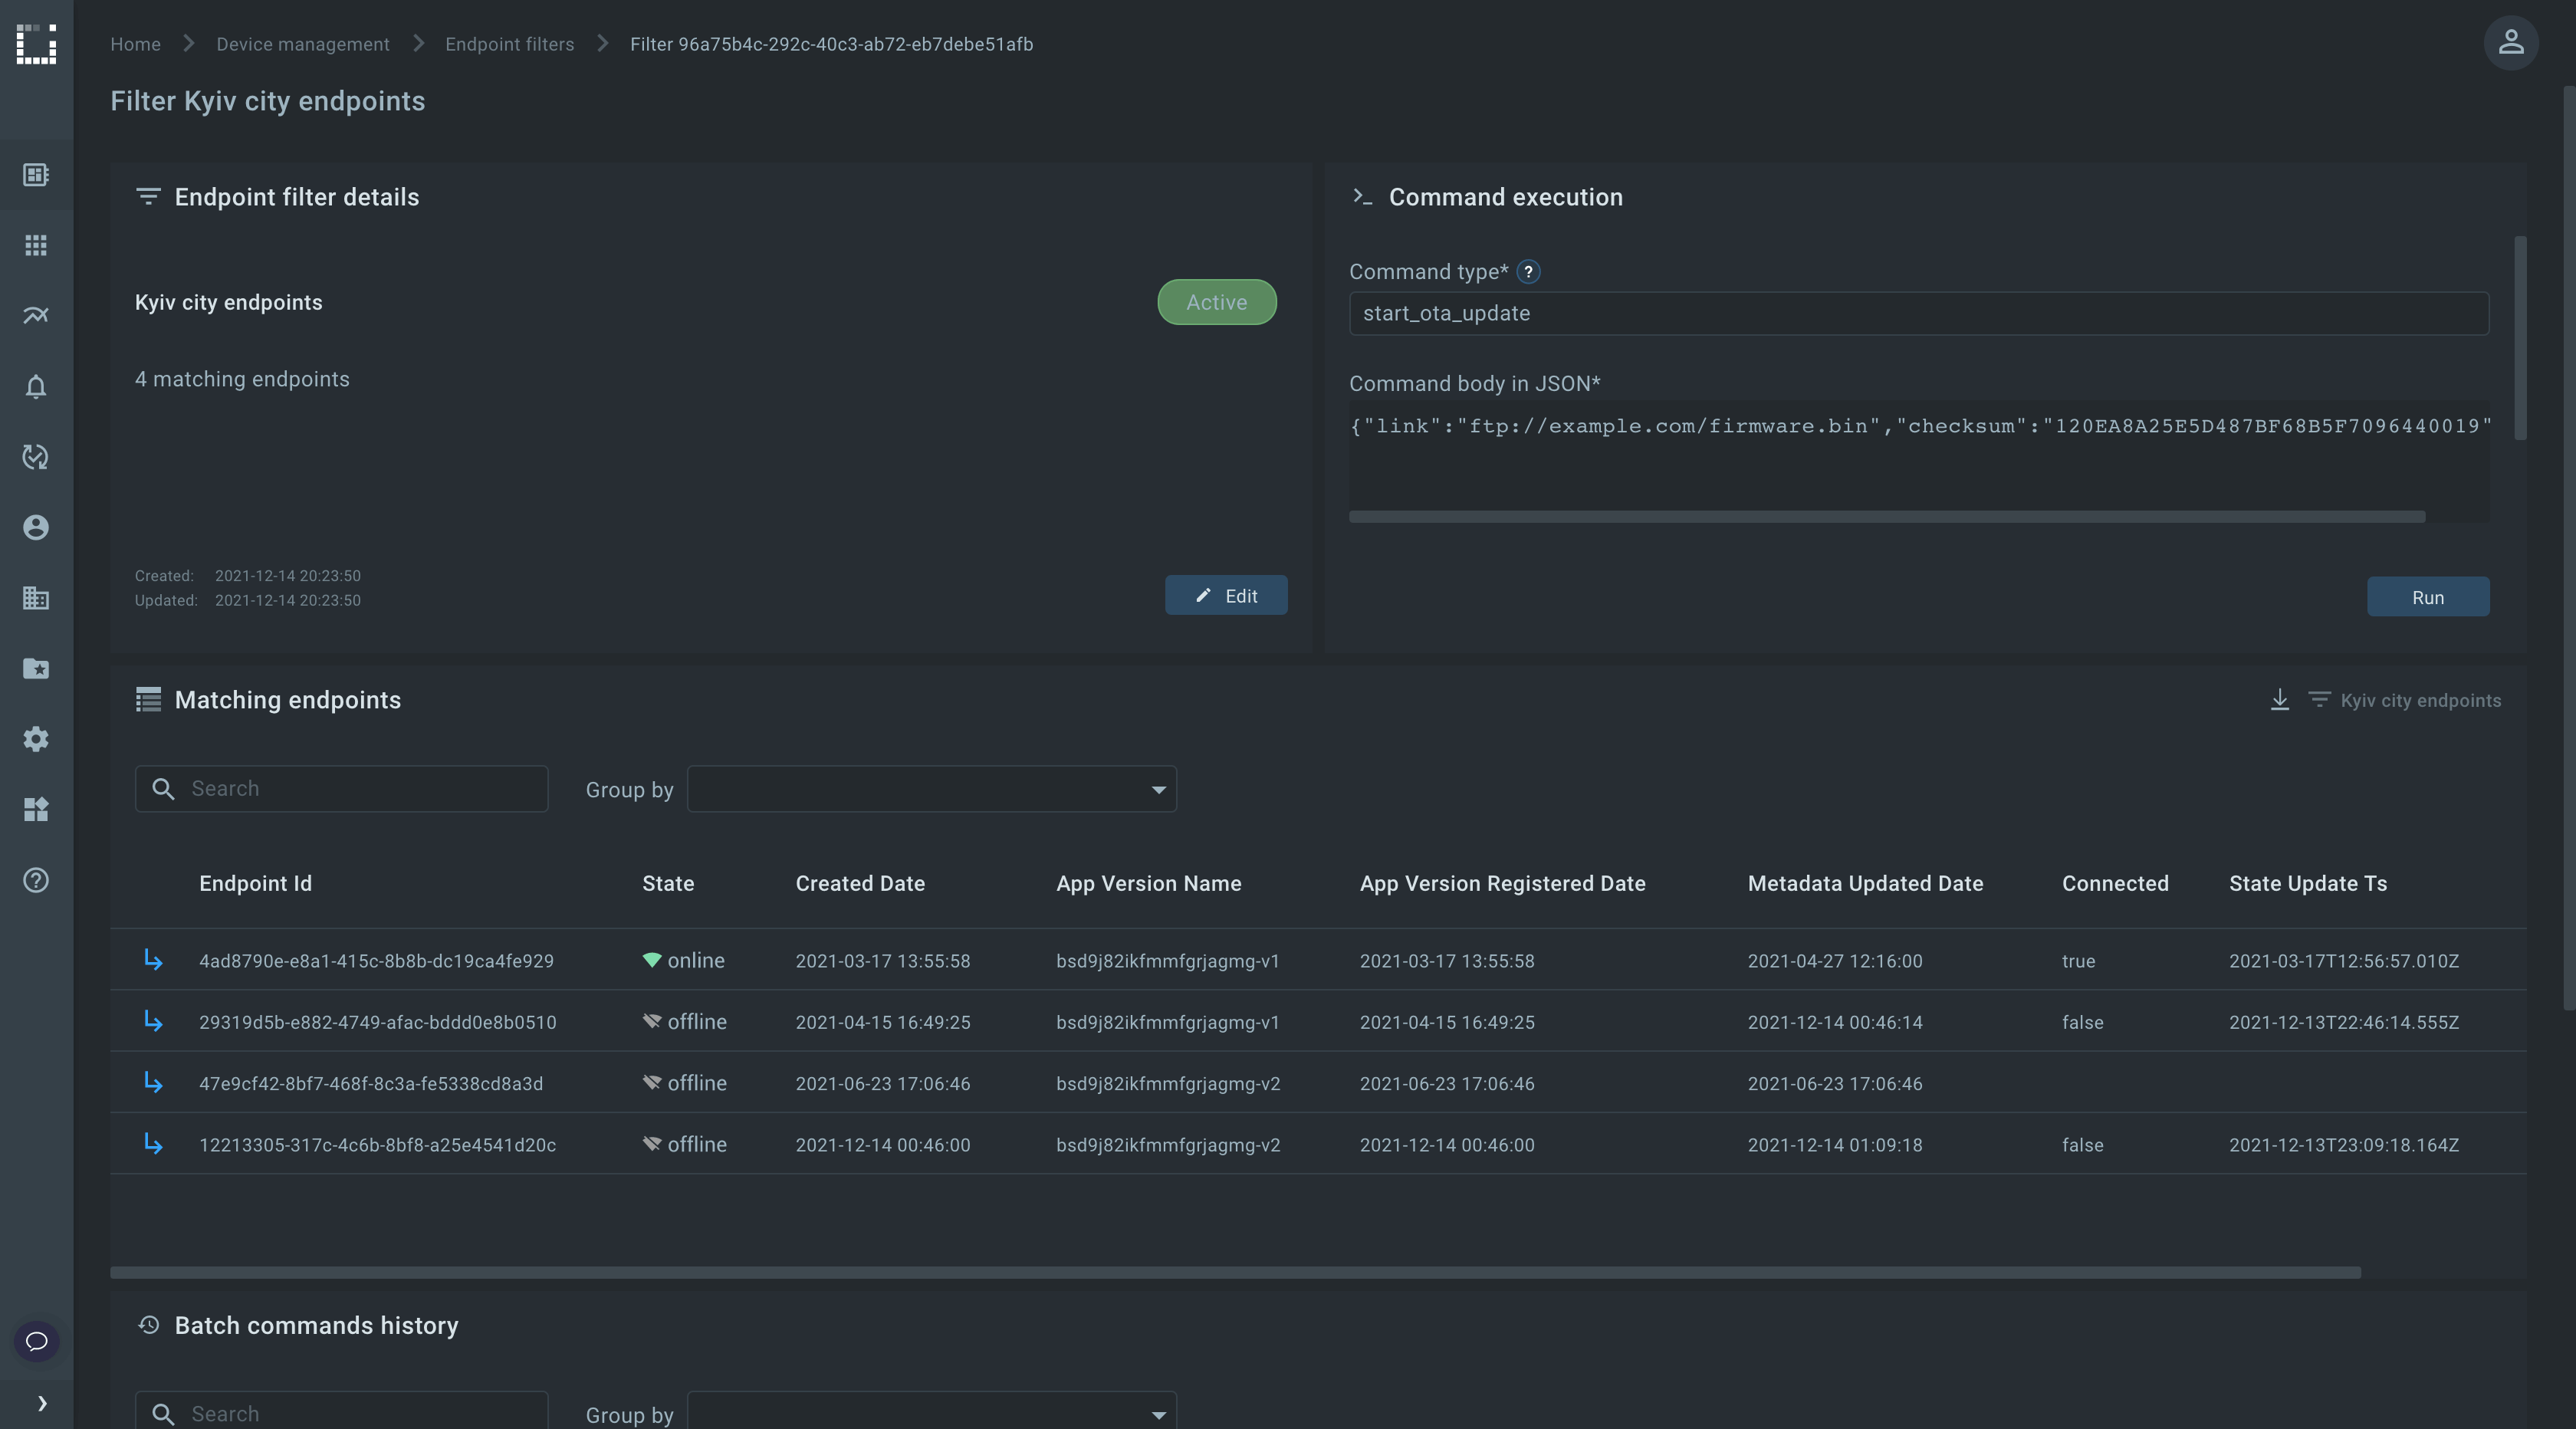 Home Device management Endpoint filters Filter 96a75b4c-292c-40c3-ab72-eb7debe51afb
Filter Kyiv city endpoints
Endpoint filter details
Kyiv city endpoints
Active
4 matching endpoints
Created: 2021-12-14 20:23:50
Updated: 2021-12-14 20:23:50
Edit
Command execution
Command type* ?
start_ota_update
Command body in JSON*
{"link":"ftp://example.com/firmware.bin","checksum":"120EA8A25E5D487BF68B5F7096440019"
Run
Matching endpoints
Kyiv city endpoints
Search Group by
Endpoint Id State Created Date App Version Name App Version Registered Date Metadata Updated Date Connected State Update Ts
4ad8790e-e8a1-415c-8b8b-dc19ca4fe929 online 2021-03-17 13:55:58 bsd9j82ikfmmfgrjagmg-v1 2021-03-17 13:55:58 2021-04-27 12:16:00 true 2021-03-17T12:56:57.010Z
29319d5b-e882-4749-afac-bddd0e8b0510 offline 2021-04-15 16:49:25 bsd9j82ikfmmfgrjagmg-v1 2021-04-15 16:49:25 2021-12-14 00:46:14 false 2021-12-13T22:46:14.555Z
47e9cf42-8bf7-468f-8c3a-fe5338cd8a3d offline 2021-06-23 17:06:46 bsd9j82ikfmmfgrjagmg-v2 2021-06-23 17:06:46 2021-06-23 17:06:46
12213305-317c-4c6b-8bf8-a25e4541d20c offline 2021-12-14 00:46:00 bsd9j82ikfmmfgrjagmg-v2 2021-12-14 00:46:00 2021-12-14 01:09:18 false 2021-12-13T23:09:18.164Z
Batch commands history
Search Group by